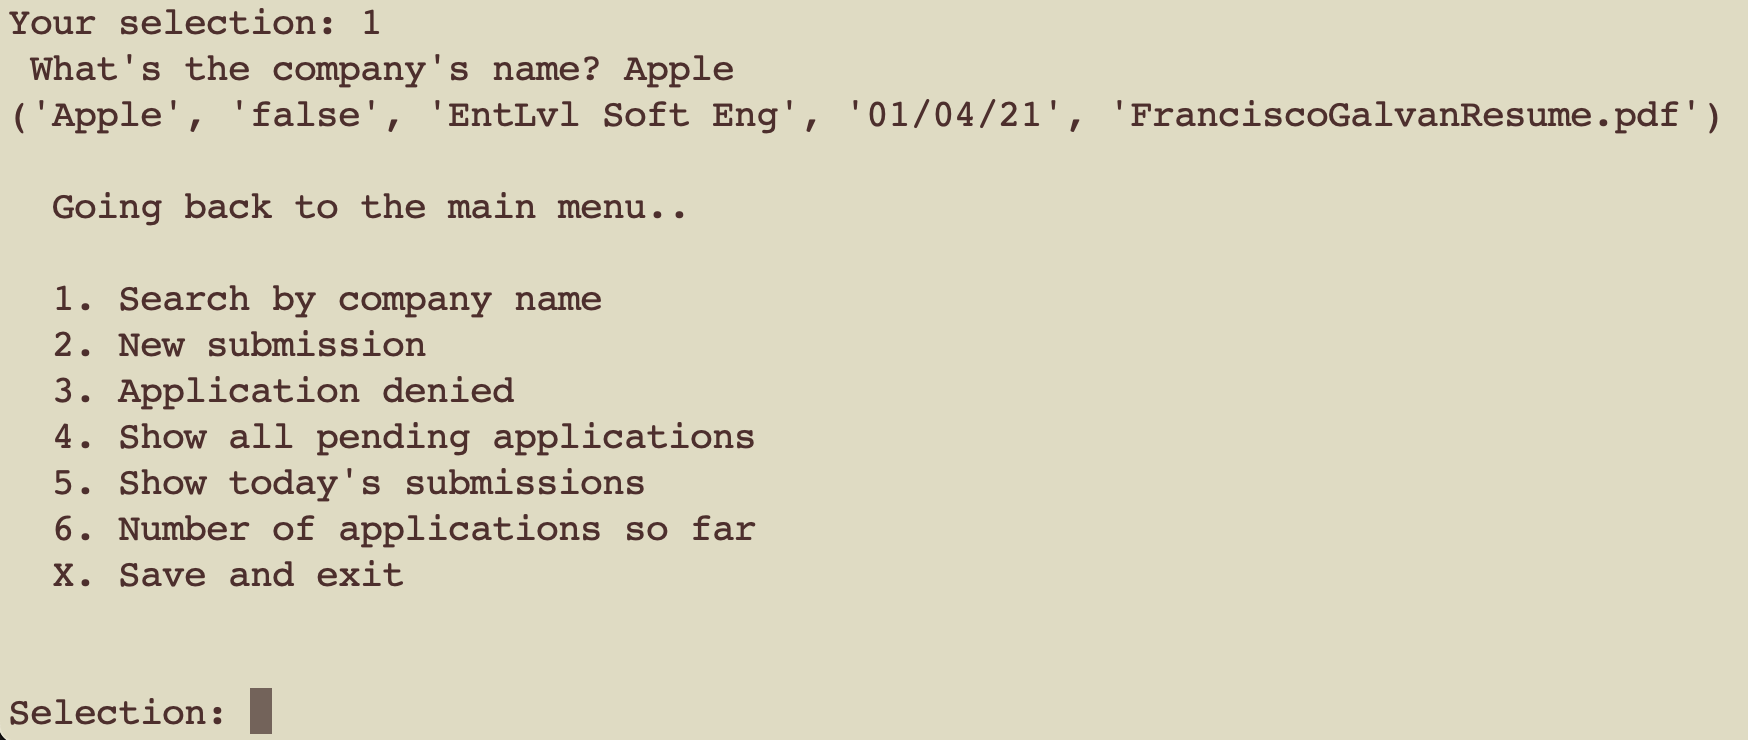 Your selection: 1
What's the company's name? Apple
('Apple', 'false', 'EntLvl Soft Eng', '01/04/21', 'FranciscoGalvanResume.pdf')
Going back to the main menu..
1. Search by company name
2. New submission
3. Application denied
4. Show all pending applications
5. Show today's submissions
6. Number of applications so far
X. Save and exit
Selection: